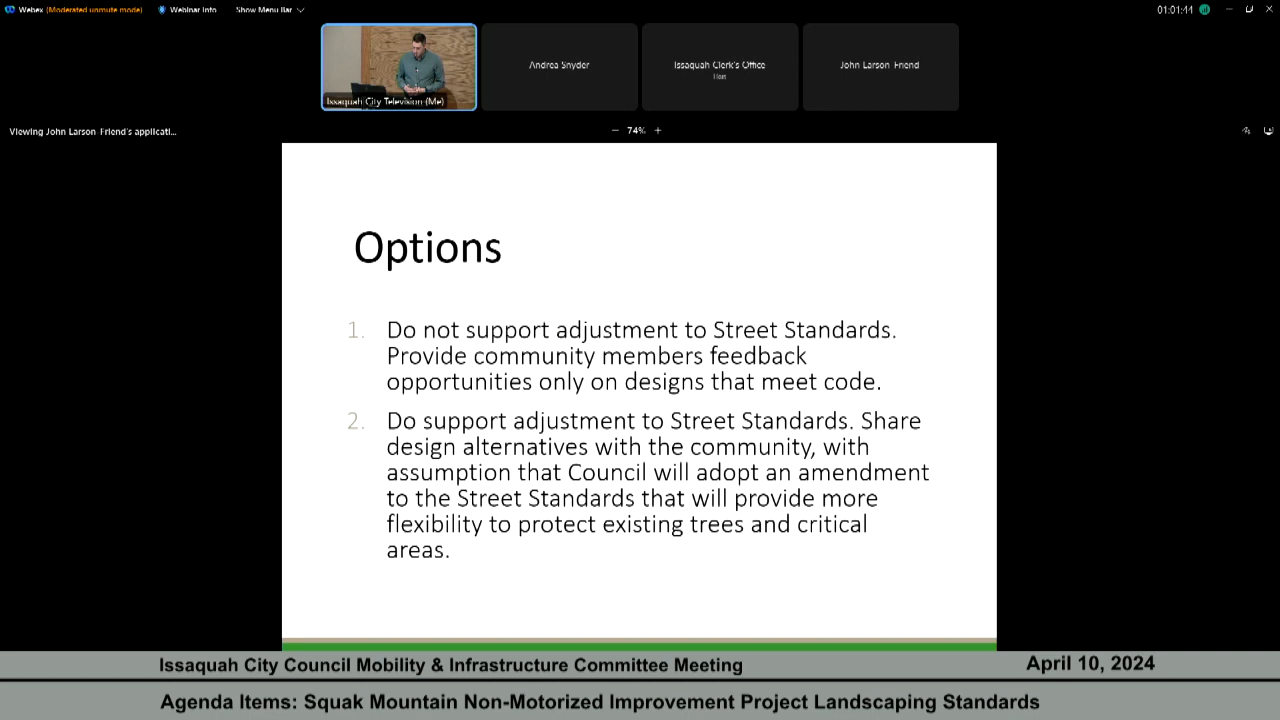 Webex (Moderated unmute mode) Webinar Info Show Menu Bar 01:01:44
Issaquah City Television (Me)
Andrea Snyder
Issaquah Clerk's Office
Host
John Larson-Friend
Viewing John Larson-Friend's applicati...
74%
Options
1. Do not support adjustment to Street Standards.
Provide community members feedback
opportunities only on designs that meet code.
2. Do support adjustment to Street Standards. Share
design alternatives with the community, with
assumption that Council will adopt an amendment
to the Street Standards that will provide more
flexibility to protect existing trees and critical
areas.
Issaquah City Council Mobility & Infrastructure Committee Meeting April 10, 2024
Agenda Items: Squak Mountain Non-Motorized Improvement Project Landscaping Standards